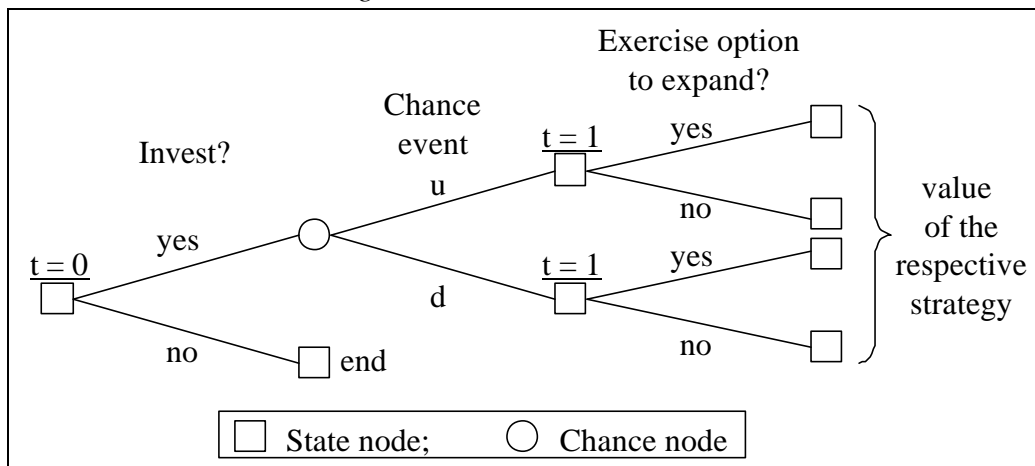 Exercise option
to expand?
Chance
event
Invest?
t = 1
yes
u
no
value
of the
respective
strategy
yes
t = 0
t = 1
yes
d
no
no
end
State node;
Chance node